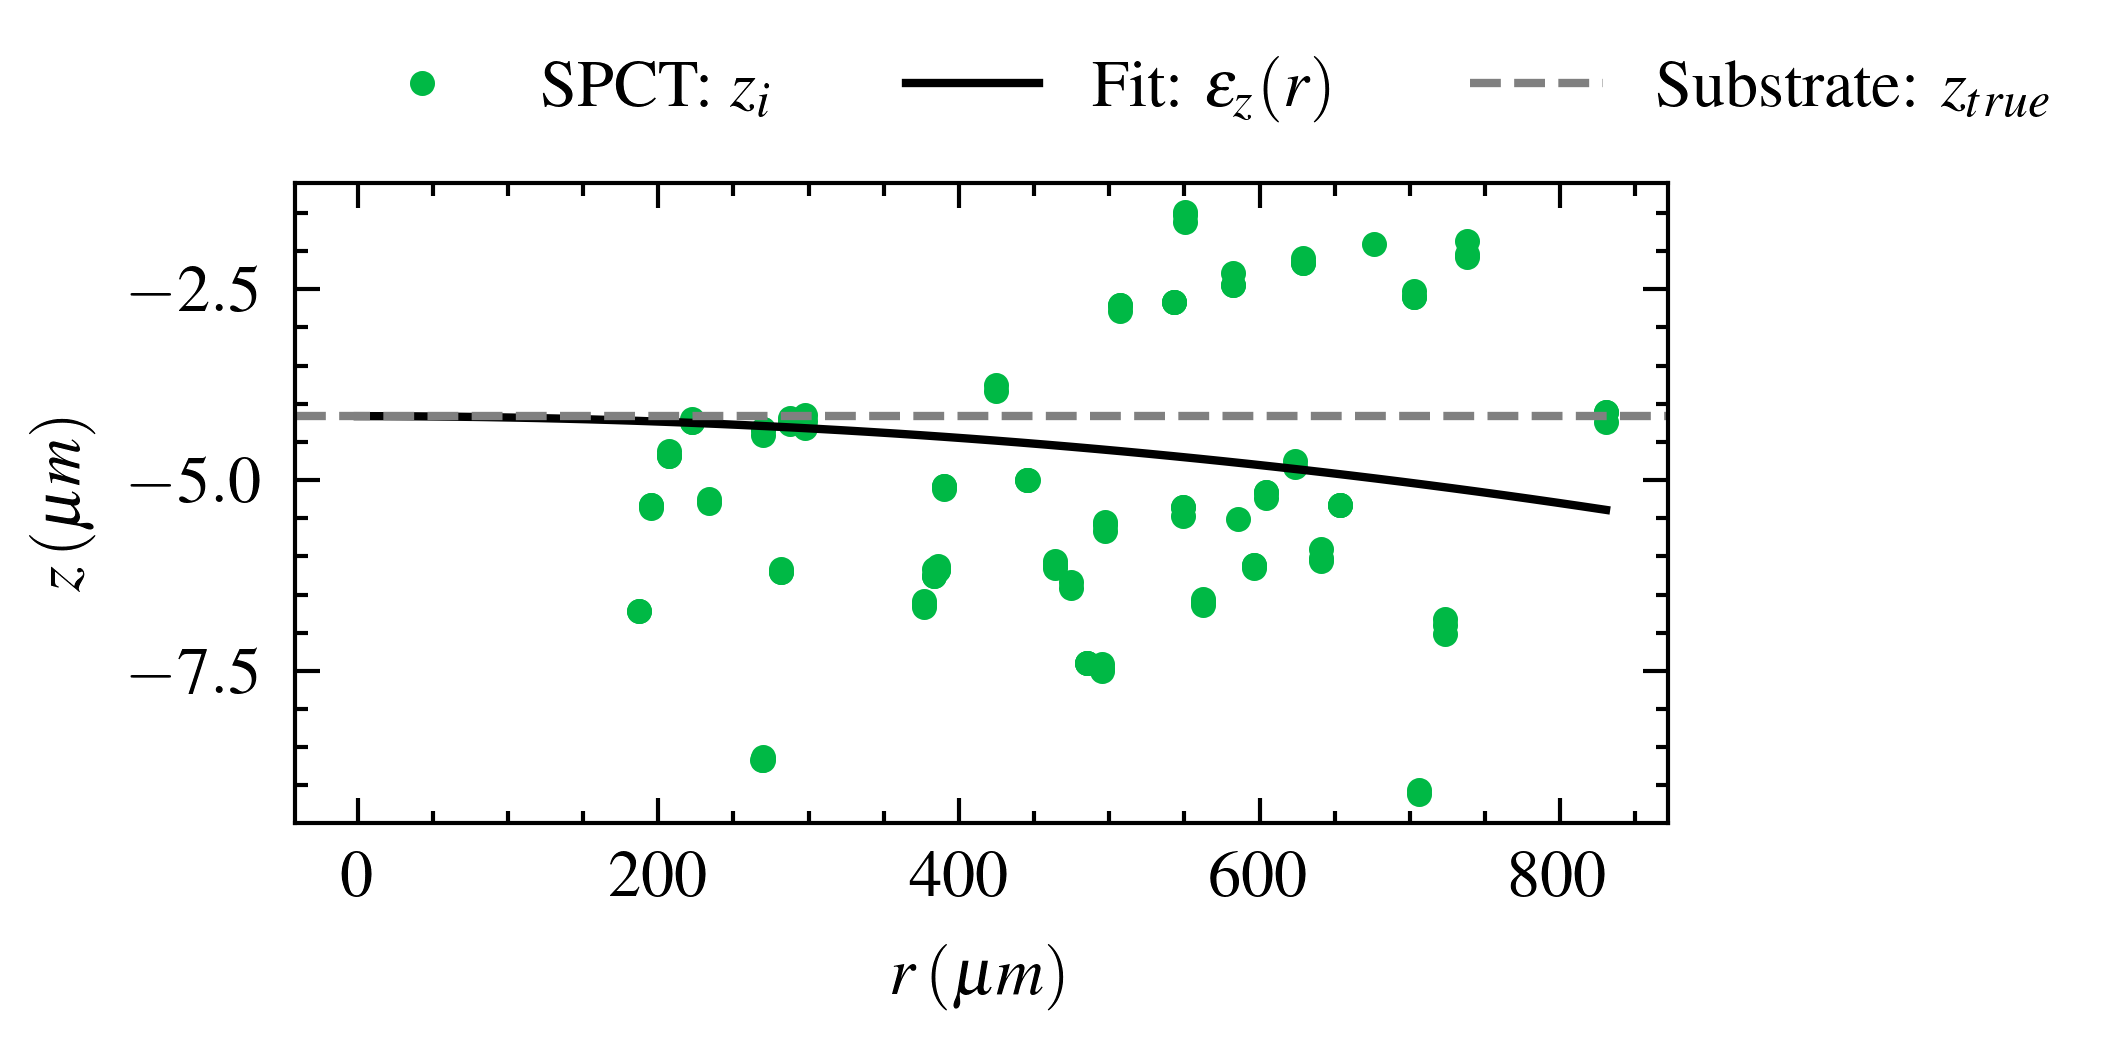 SPCT: z_i Fit: ε_z(r) Substrate: z_true
−2.5
−5.0
−7.5
z (μm)
0 200 400 600 800
r (μm)